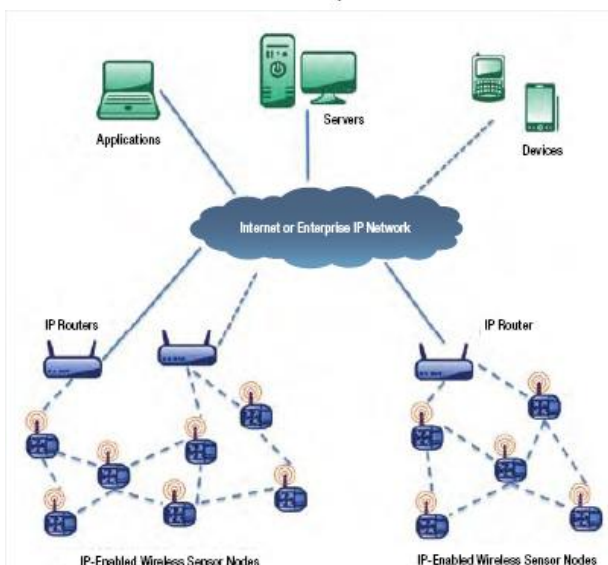 Applications
Servers
Devices
Internet or Enterprise IP Network
IP Routers
IP Router
IP-Enabled Wireless Sensor Nodes
IP-Enabled Wireless Sensor Nodes